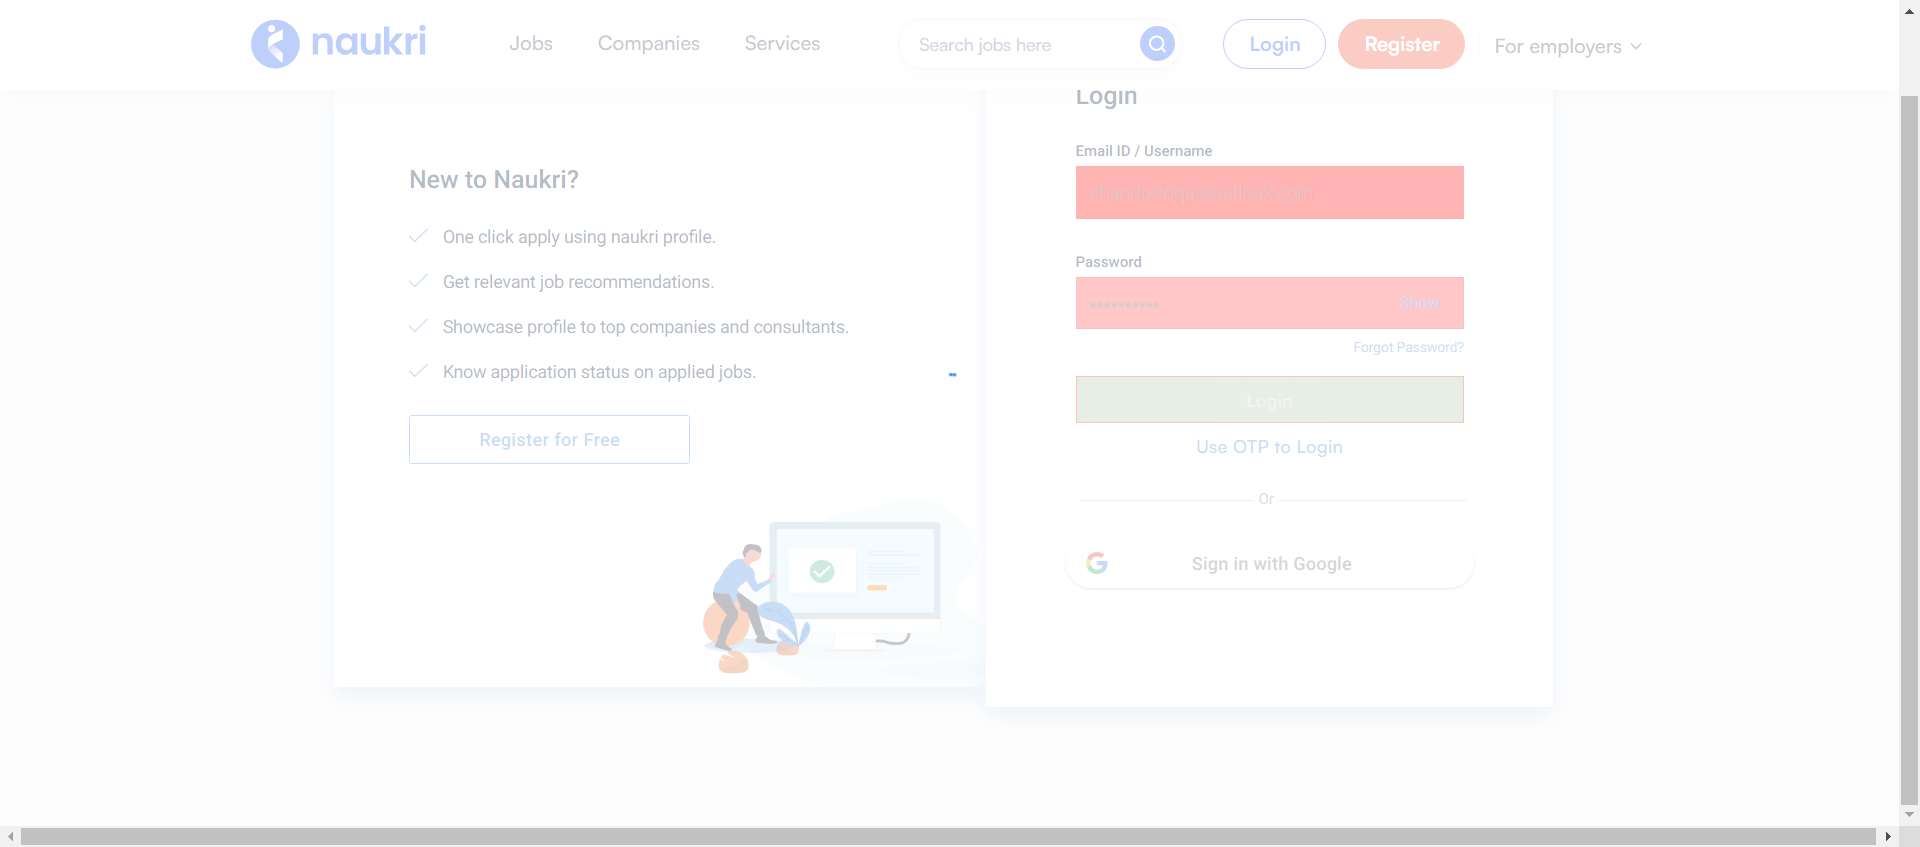 naukri
Jobs
Companies
Services
Search jobs here
Login
Register
For employers
Login
New to Naukri?
One click apply using naukri profile.
Get relevant job recommendations.
Showcase profile to top companies and consultants.
Know application status on applied jobs.
Register for Free
Email ID / Username
chanda96qa@outlook.com
Password
Show
Forgot Password?
Login
Use OTP to Login
Or
Sign in with Google